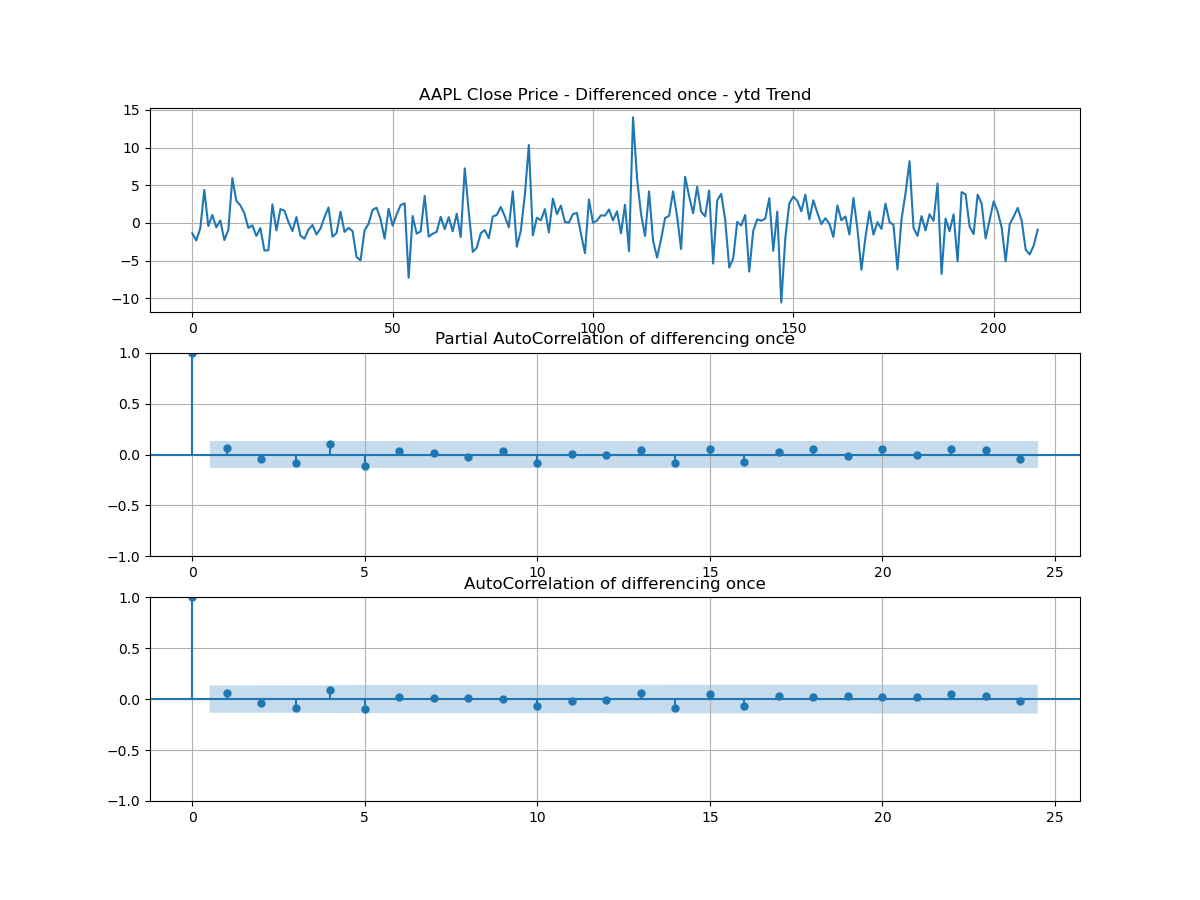 AAPL Close Price - Differenced once - ytd Trend
15
10
5
0
−5
−10
0 50 100 150 200
Partial AutoCorrelation of differencing once
1.0
0.5
0.0
−0.5
−1.0
0 5 10 15 20 25
AutoCorrelation of differencing once
1.0
0.5
0.0
−0.5
−1.0
0 5 10 15 20 25